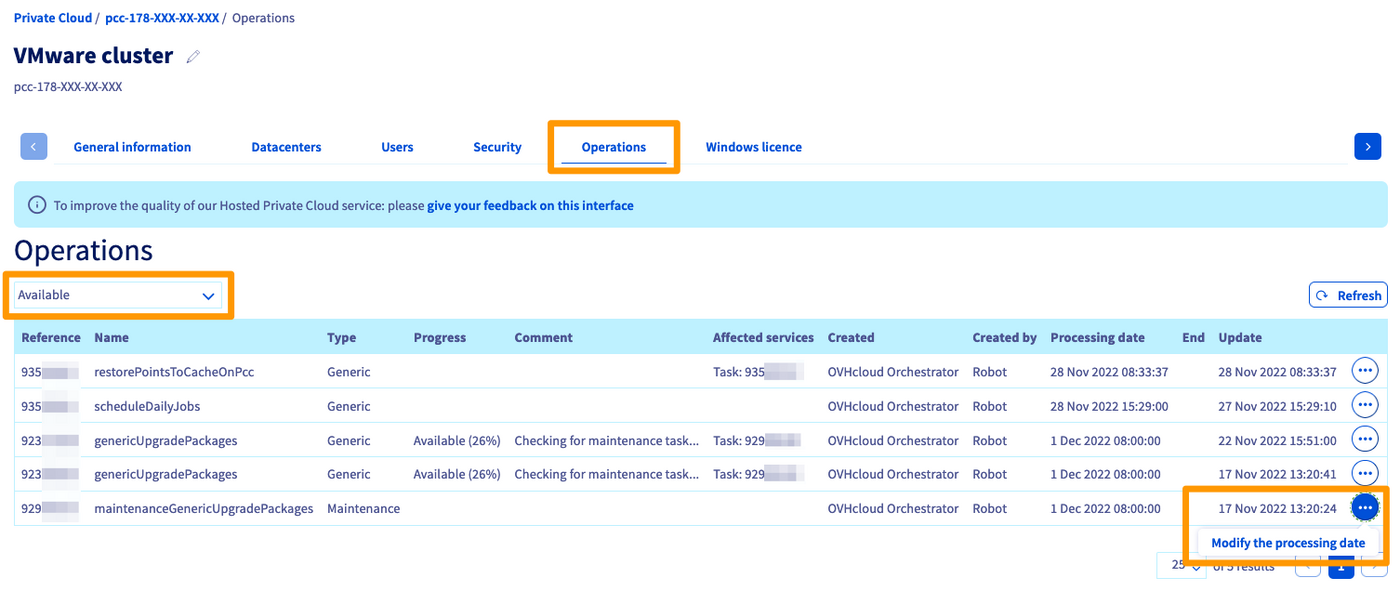 Private Cloud / pcc-178-XXX-XX-XXX / Operations
VMware cluster
pcc-178-XXX-XX-XXX
General information Datacenters Users Security Operations Windows licence
To improve the quality of our Hosted Private Cloud service: please give your feedback on this interface
Operations
Available
Refresh
Reference Name Type Progress Comment Affected services Created Created by Processing date End Update
935 restorePointsToCacheOnPcc Generic Task: 935 OVHcloud Orchestrator Robot 28 Nov 2022 08:33:37 28 Nov 2022 08:33:37
935 scheduleDailyJobs Generic OVHcloud Orchestrator Robot 28 Nov 2022 15:29:00 27 Nov 2022 15:29:10
923 genericUpgradePackages Generic Available (26%) Checking for maintenance task... Task: 929 OVHcloud Orchestrator Robot 1 Dec 2022 08:00:00 22 Nov 2022 15:51:00
923 genericUpgradePackages Generic Available (26%) Checking for maintenance task... Task: 929 OVHcloud Orchestrator Robot 1 Dec 2022 08:00:00 17 Nov 2022 13:20:41
929 maintenanceGenericUpgradePackages Maintenance OVHcloud Orchestrator Robot 1 Dec 2022 08:00:00 17 Nov 2022 13:20:24
Modify the processing date
25 of 5 results 1